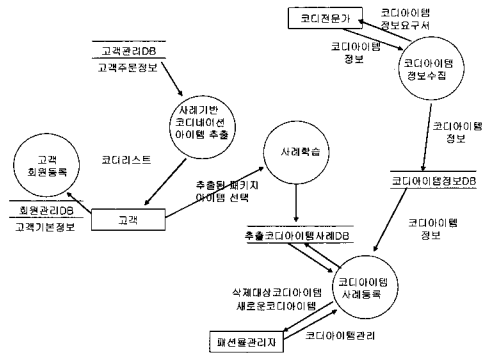 코디전문가
코디아이템
정보요구서
코디아이템
정보
코디아이템
정보수집
고객관리DB
고객주문정보
사례기반
코디네이션
아이템 추출
사례학습
코디아이템
정보
고객
회원등록
코디리스트
추출된 패키지
아이템 선택
코디아이템정보DB
회원관리DB
고객기본정보
고객
추출코디아이템사례DB
코디아이템
정보
코디아이템
사례등록
삭제대상코디아이템
새로운코디아이템
코디아이템관리
패션몰관리자